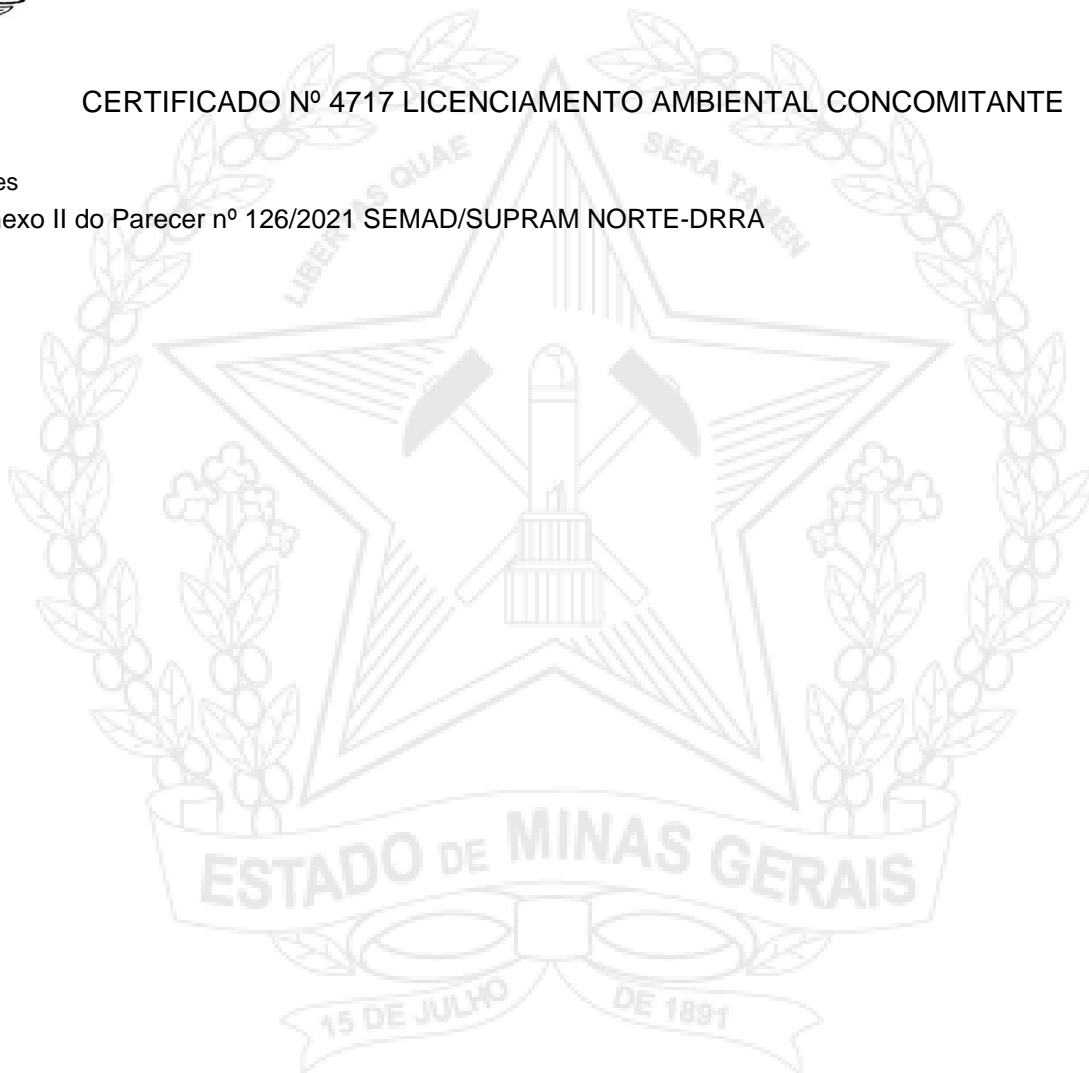 CERTIFICADO Nº 4717 LICENCIAMENTO AMBIENTAL CONCOMITANTE
es
exo II do Parecer nº 126/2021 SEMAD/SUPRAM NORTE-DRRA
LIBERTAS QUAE SERA TAMEN
ESTADO DE MINAS GERAIS
15 DE JULHO DE 1891